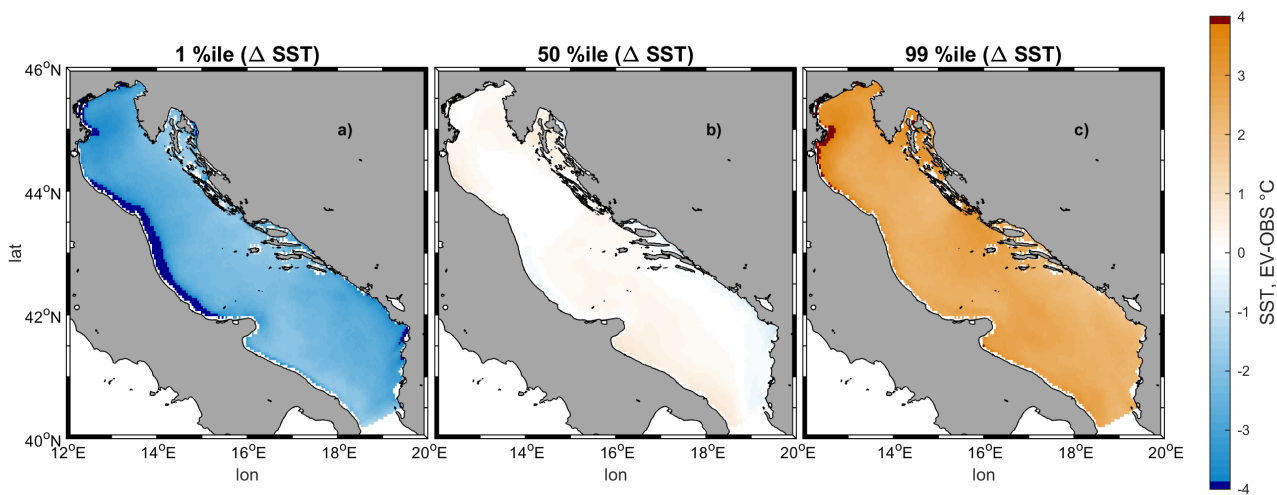 1 %ile (Δ SST)
50 %ile (Δ SST)
99 %ile (Δ SST)
a)
b)
c)
46°N
44°N
42°N
40°N
lat
12°E
14°E
16°E
18°E
20°E
14°E
16°E
18°E
20°E
14°E
16°E
18°E
20°E
lon
lon
lon
4
3
2
1
0
-1
-2
-3
-4
SST, EV-OBS °C